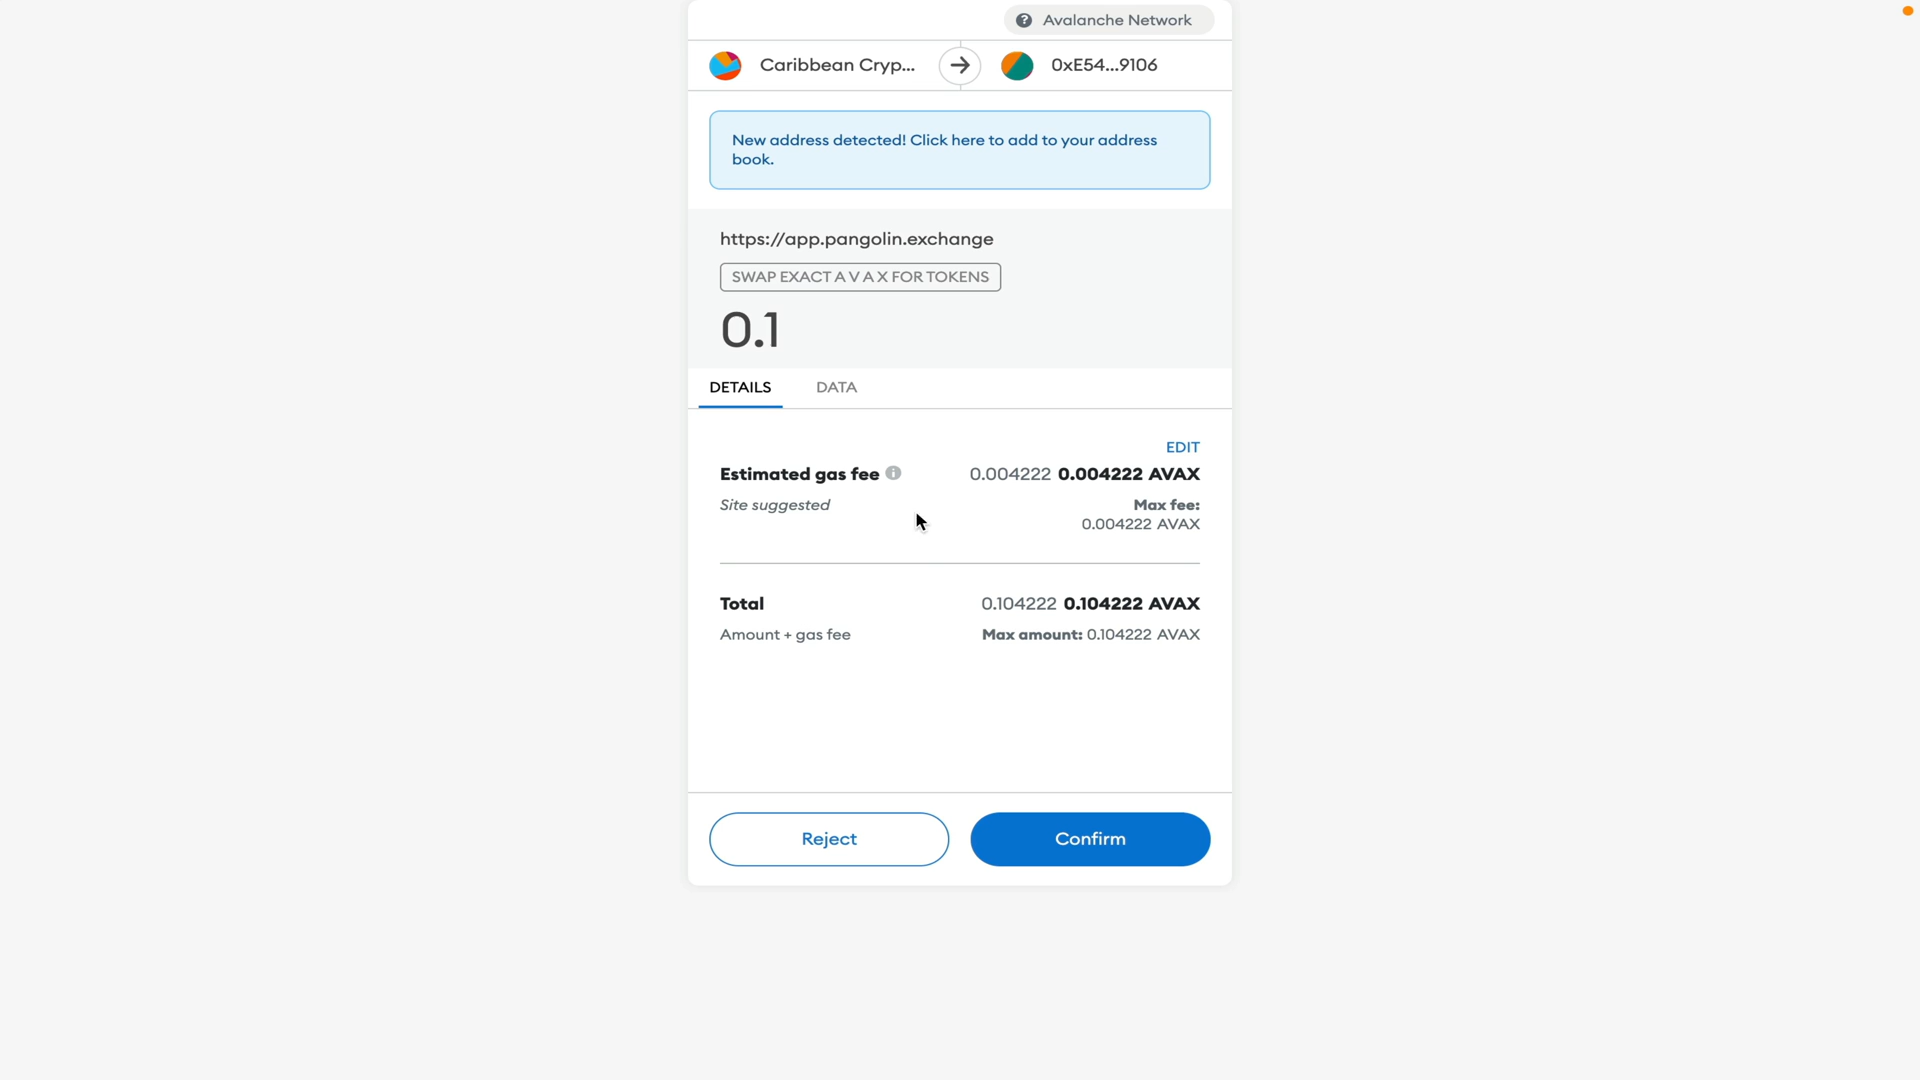 Avalanche Network
Caribbean Cryp...
0xE54...9106
New address detected! Click here to add to your address
book.
https://app.pangolin.exchange
SWAP EXACT A V A X FOR TOKENS
0.1
DETAILS
DATA
EDIT
Estimated gas fee 0.004222 0.004222 AVAX
Site suggested Max fee:
0.004222 AVAX
Total 0.104222 0.104222 AVAX
Amount + gas fee Max amount: 0.104222 AVAX
Reject
Confirm